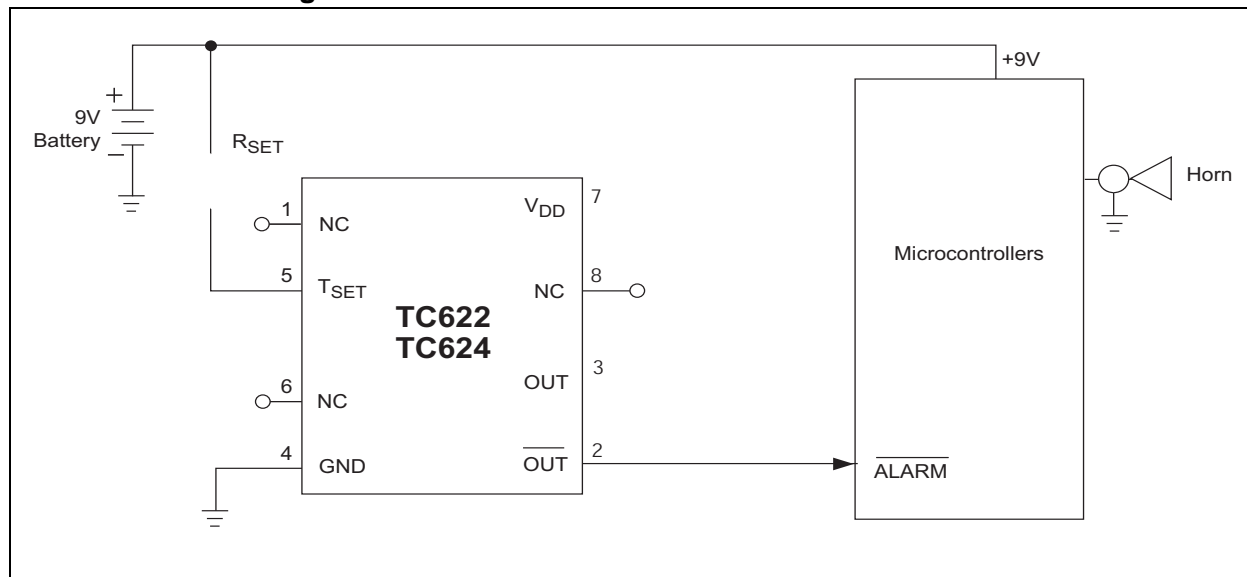 +9V
+
9V
Battery
–
RSET
1
NC
VDD
7
5
TSET
NC
8
TC622
TC624
6
NC
OUT
3
4
GND
OUT
2
Microcontrollers
ALARM
Horn